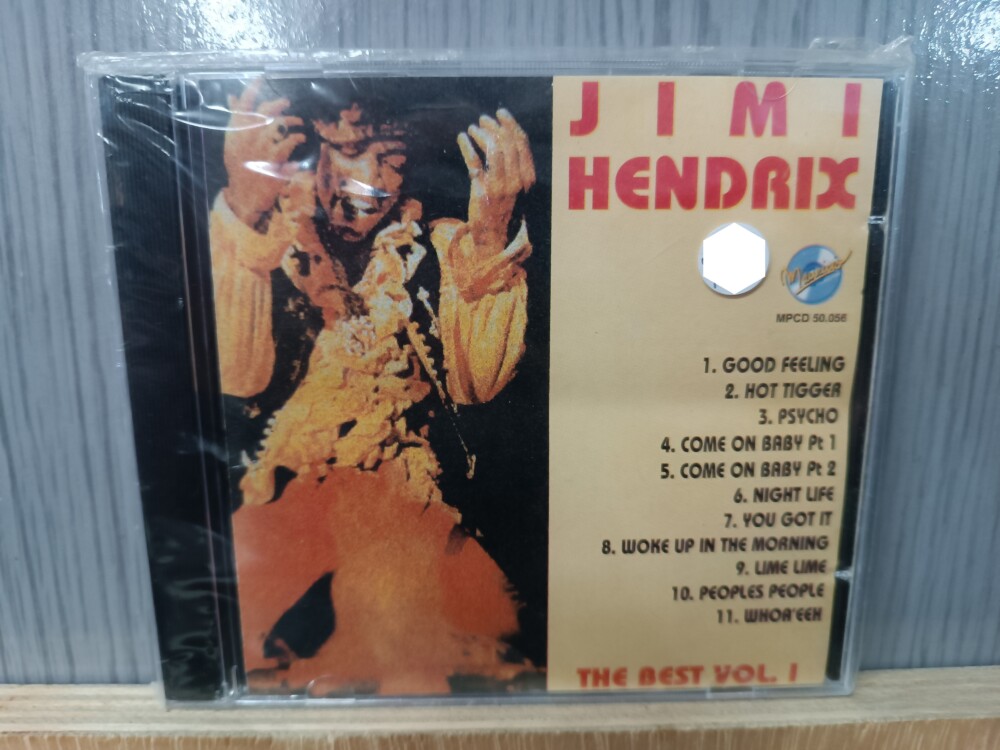 JIMI
HENDRIX
MPCD 50.056
1. GOOD FEELING
2. HOT TIGGER
3. PSYCHO
4. COME ON BABY Pt 1
5. COME ON BABY Pt 2
6. NIGHT LIFE
7. YOU GOT IT
8. WOKE UP IN THE MORNING
9. LIME LIME
10. PEOPLES PEOPLE
11. WHOA'EEH
THE BEST VOL. I